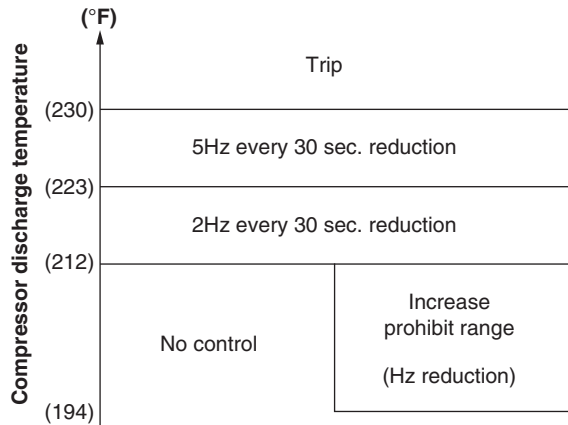 (°F)
Compressor discharge temperature
Trip
(230)
5Hz every 30 sec. reduction
(223)
2Hz every 30 sec. reduction
(212)
No control
Increase
prohibit range
(Hz reduction)
(194)